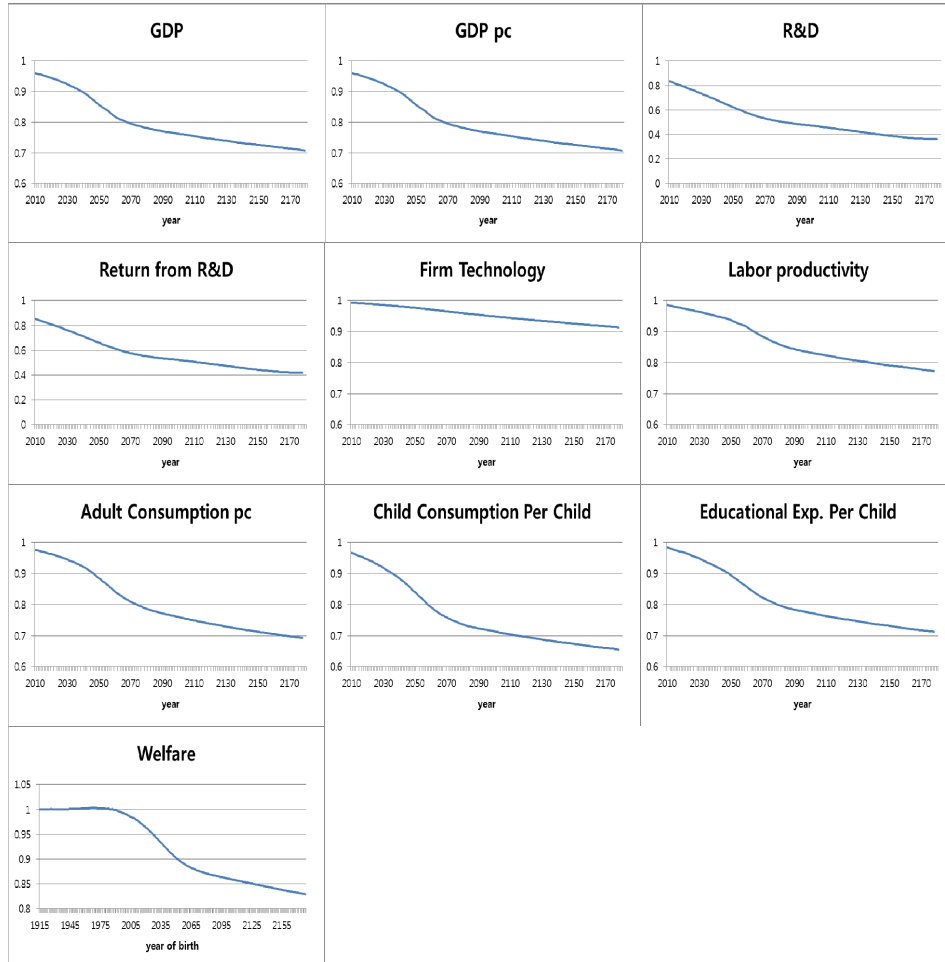 GDP
1
0.9
0.8
0.7
0.6
2010 2030 2050 2070 2090 2110 2130 2150 2170
year
GDP pc
1
0.9
0.8
0.7
0.6
2010 2030 2050 2070 2090 2110 2130 2150 2170
year
R&D
1
0.8
0.6
0.4
0.2
0
2010 2030 2050 2070 2090 2110 2130 2150 2170
year
Return from R&D
1
0.8
0.6
0.4
0.2
0
2010 2030 2050 2070 2090 2110 2130 2150 2170
year
Firm Technology
1
0.9
0.8
0.7
0.6
2010 2030 2050 2070 2090 2110 2130 2150 2170
year
Labor productivity
1
0.9
0.8
0.7
0.6
2010 2030 2050 2070 2090 2110 2130 2150 2170
year
Adult Consumption pc
1
0.9
0.8
0.7
0.6
2010 2030 2050 2070 2090 2110 2130 2150 2170
year
Child Consumption Per Child
1
0.9
0.8
0.7
0.6
2010 2030 2050 2070 2090 2110 2130 2150 2170
year
Educational Exp. Per Child
1
0.9
0.8
0.7
0.6
2010 2030 2050 2070 2090 2110 2130 2150 2170
year
Welfare
1.05
1
0.95
0.9
0.85
0.8
1915 1945 1975 2005 2035 2065 2095 2125 2155
year of birth